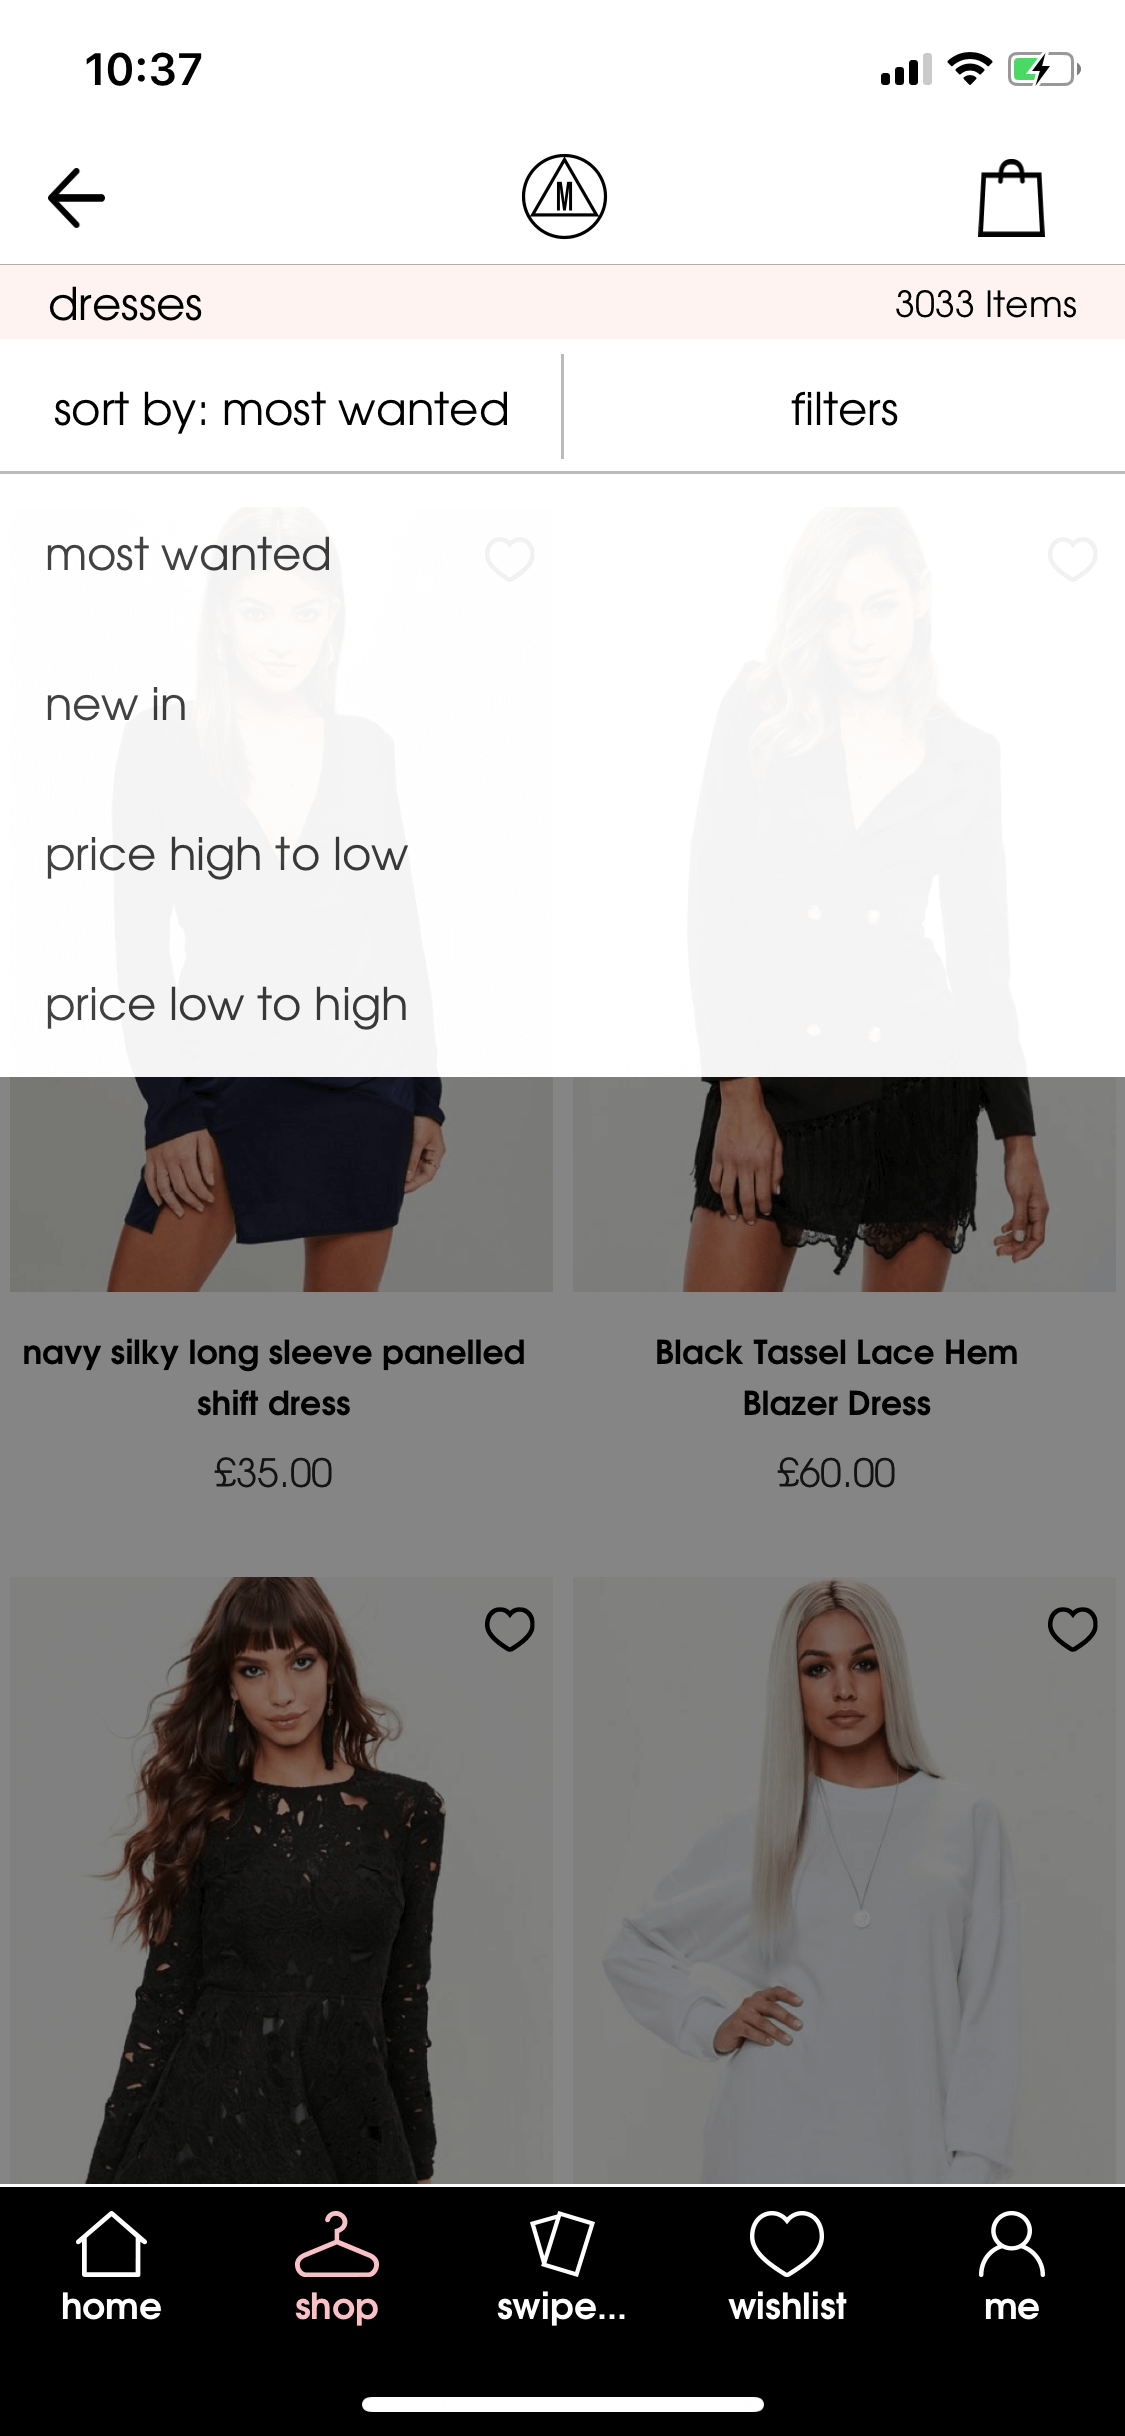 10:37
M
dresses 3033 Items
sort by: most wanted filters
most wanted
new in
price high to low
price low to high
navy silky long sleeve panelled
shift dress
£35.00
Black Tassel Lace Hem
Blazer Dress
£60.00
home shop swipe... wishlist me